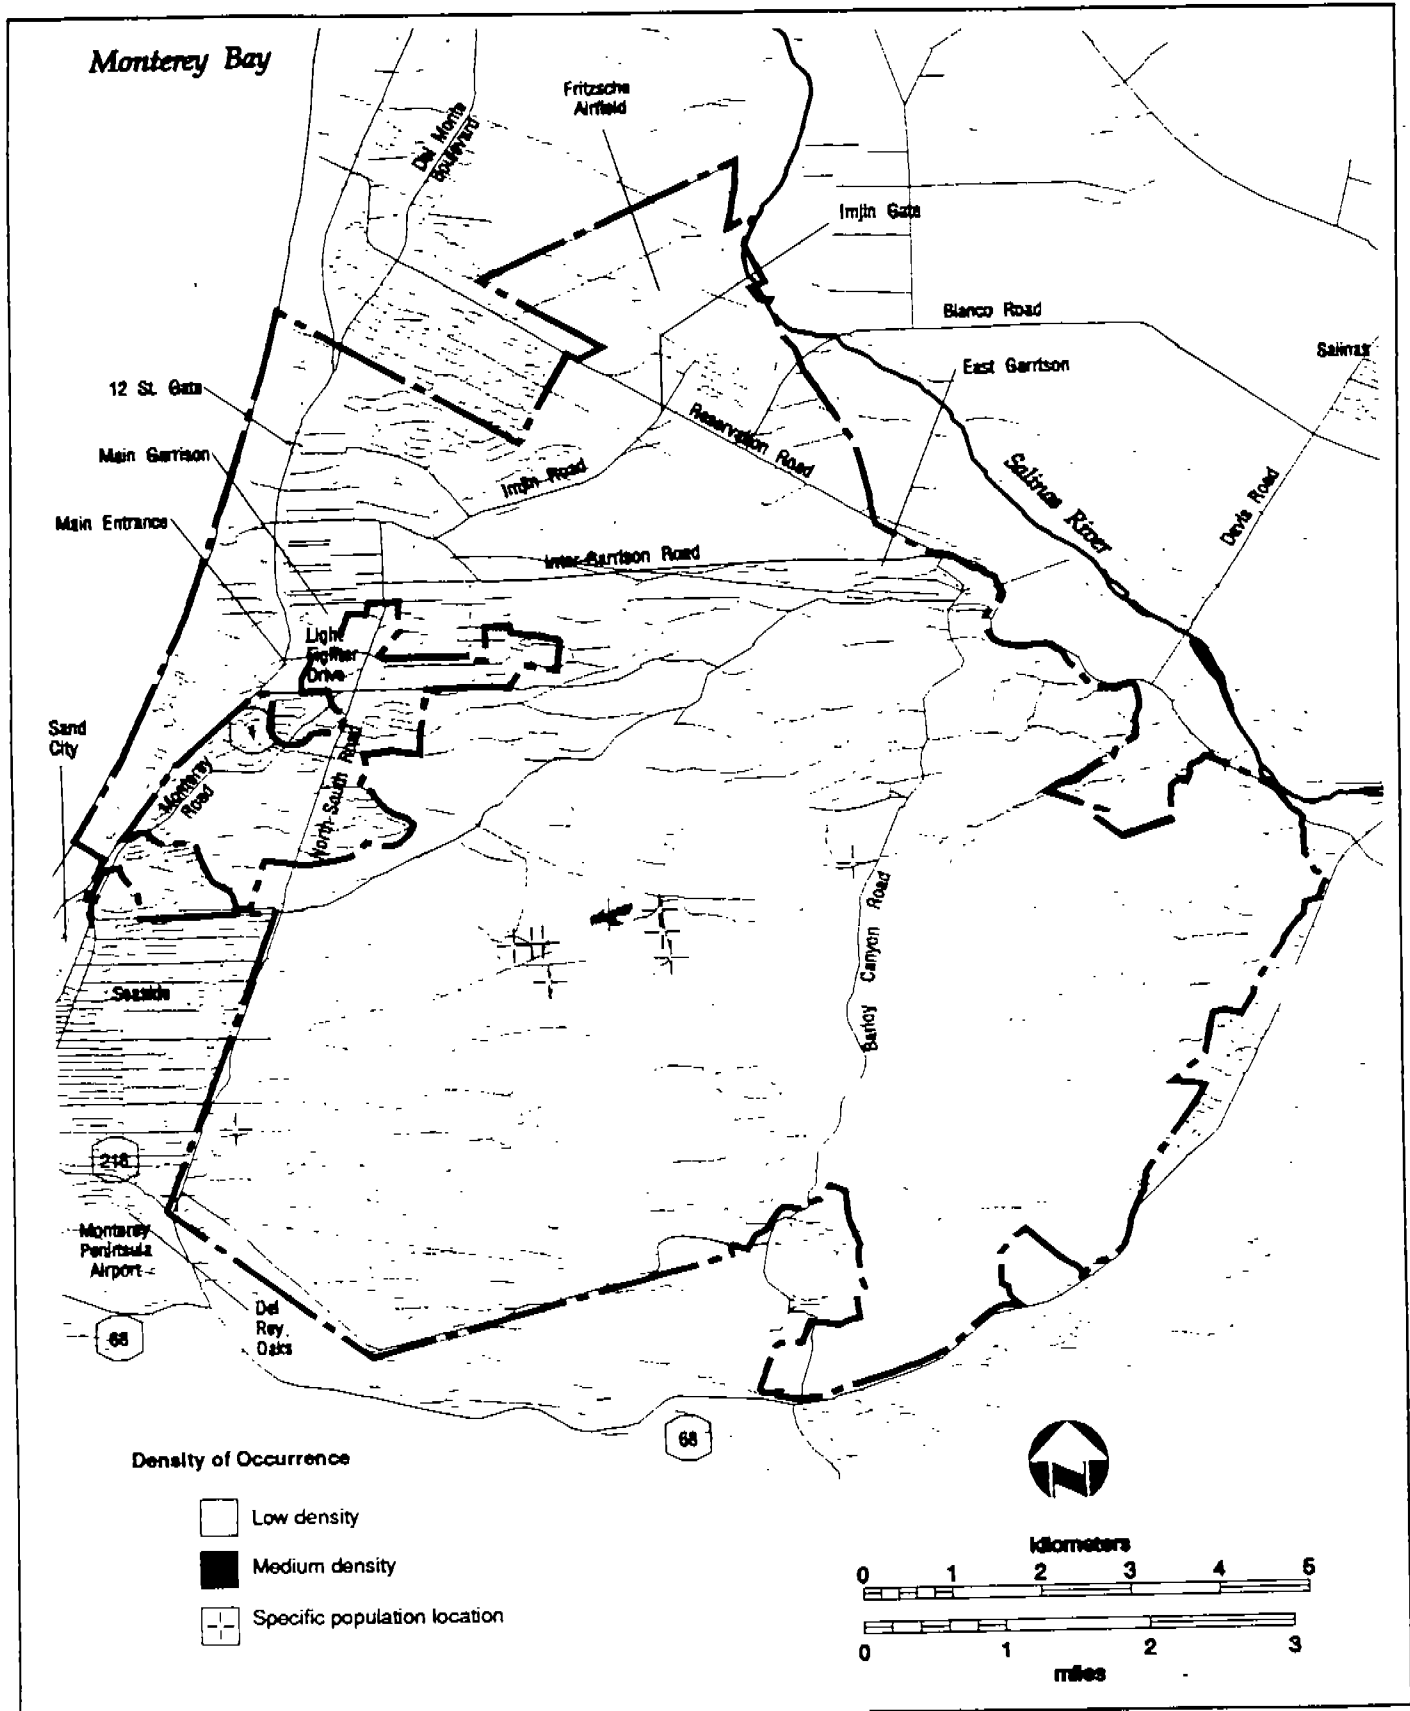 Monterey Bay
Fritzsche
Airfield
Del Monte
Boulevard
Imjin Gate
Blanco Road
Salinas
12 St. Gate
East Garrison
Main Garrison
Reservation Road
Imjin Road
Salinas River
Davis Road
Main Entrance
Inter-Garrison Road
Light
Fighter
Drive
Sand
City
1
Monterey
Road
North-South Road
Barloy Canyon Road
Seaside
218
Monterey
Peninsula
Airport
Del
Rey
Oaks
68
68
Density of Occurrence
Low density
Medium density
Specific population location
N
kilometers
0 1 2 3 4 5
0 1 2 3
miles